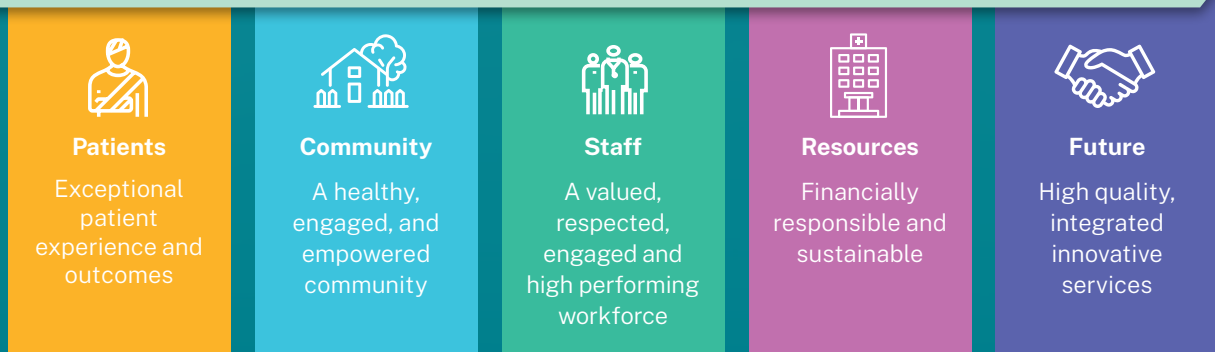 Patients
Exceptional
patient
experience and
outcomes
Community
A healthy,
engaged, and
empowered
community
Staff
A valued,
respected,
engaged and
high performing
workforce
Resources
Financially
responsible and
sustainable
Future
High quality,
integrated
innovative
services